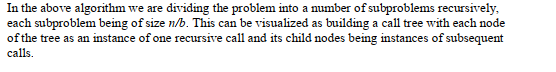 In the above algorithm we are dividing the problem into a number of subproblems recursively,
each subproblem being of size n/b. This can be visualized as building a call tree with each node
of the tree as an instance of one recursive call and its child nodes being instances of subsequent
calls.